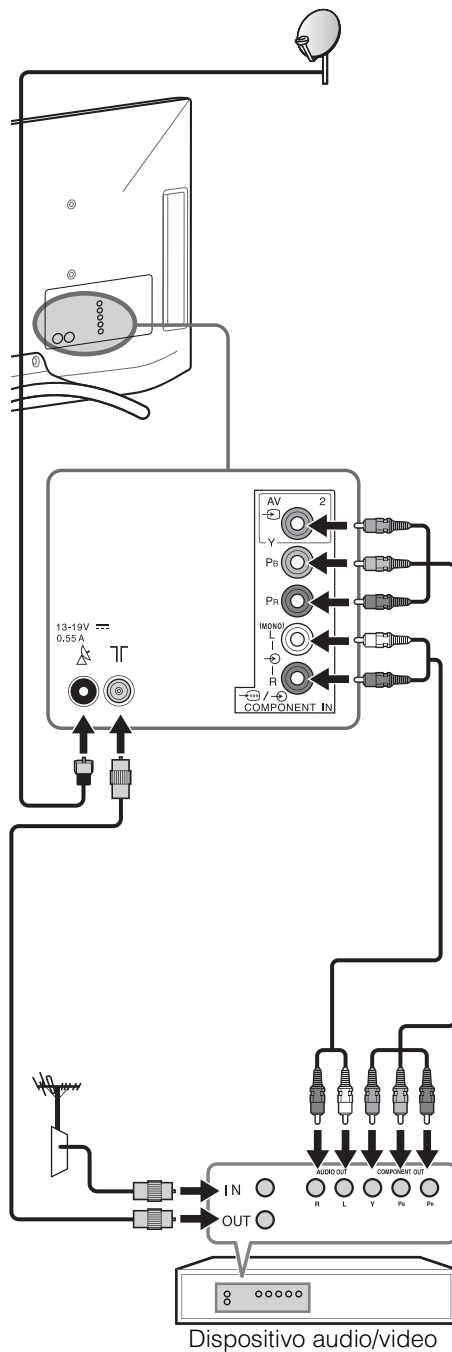 AV 2
Y
PB
PR
(MONO)
L
R
COMPONENT IN
13-19V
0.55 A
AUDIO OUT COMPONENT OUT
IN
R L Y PB PR
OUT
Dispositivo audio/video